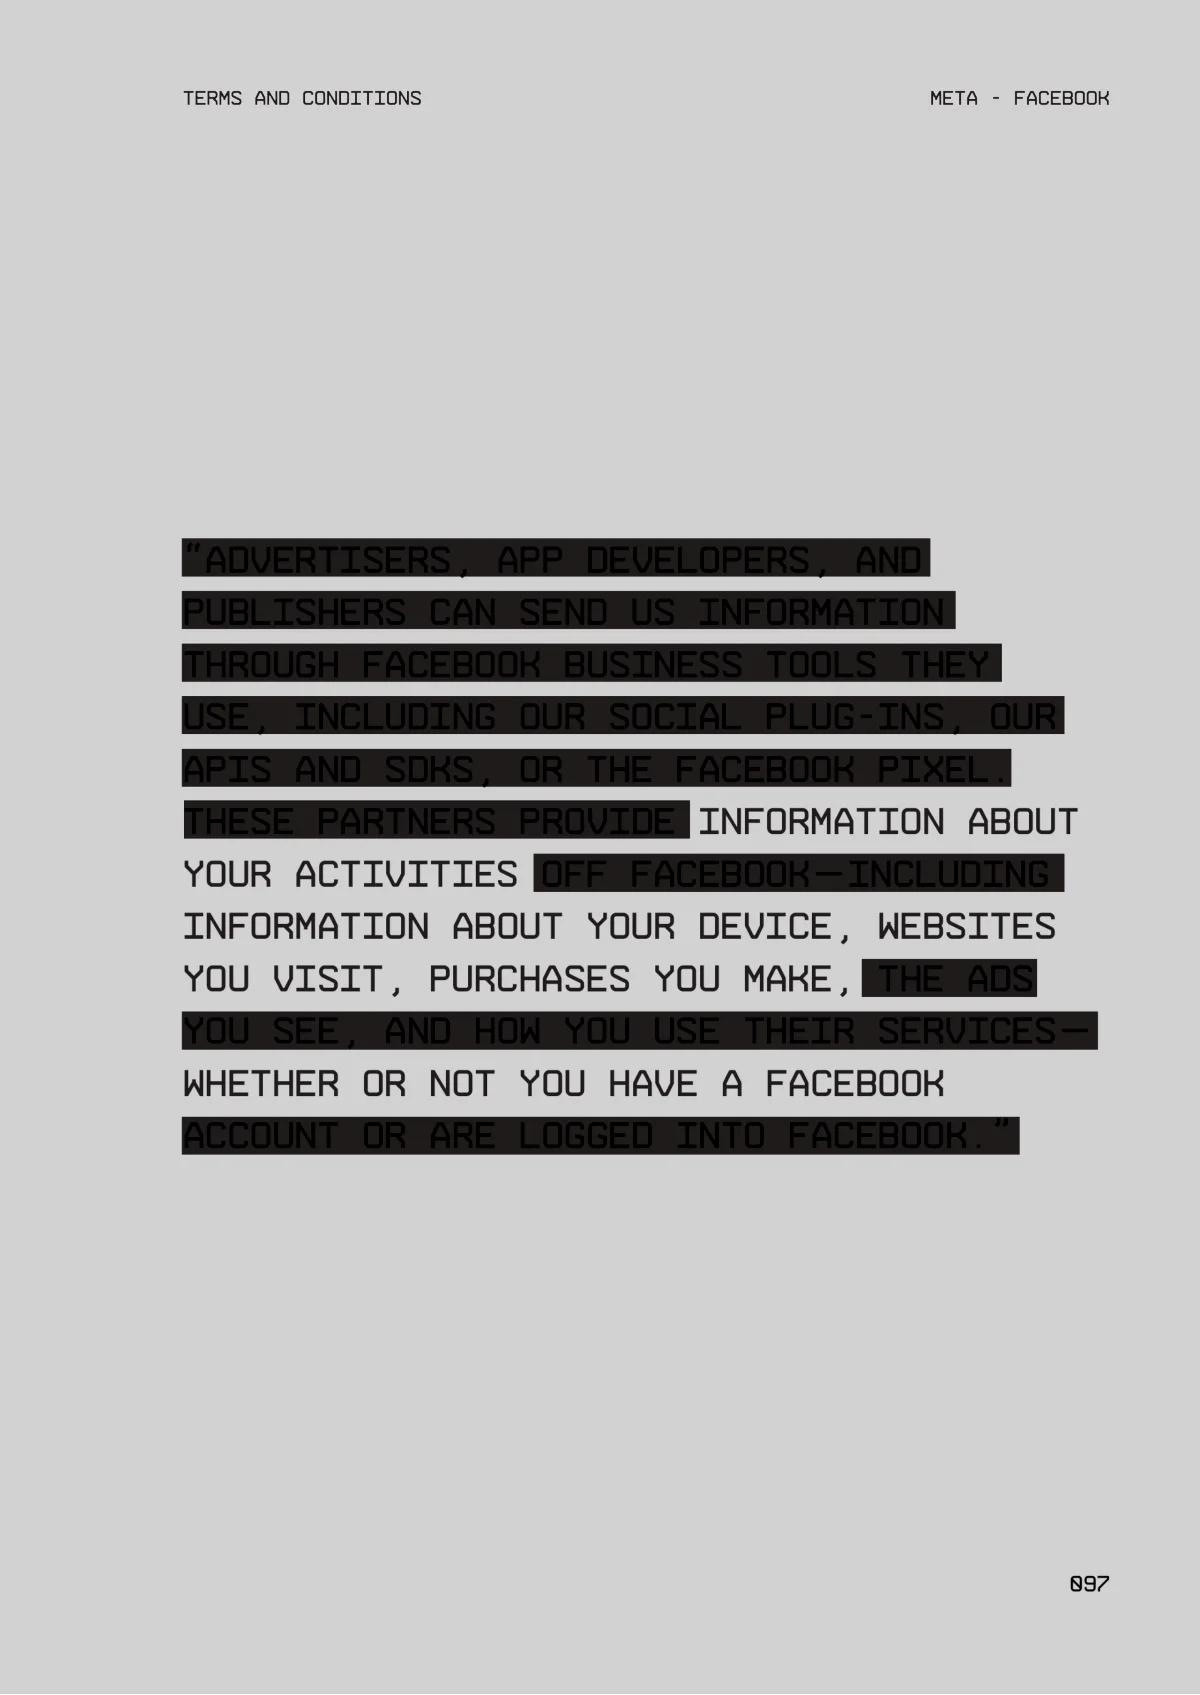 TERMS AND CONDITIONS
META - FACEBOOK
"ADVERTISERS, APP DEVELOPERS, AND
PUBLISHERS CAN SEND US INFORMATION
THROUGH FACEBOOK BUSINESS TOOLS THEY
USE, INCLUDING OUR SOCIAL PLUG-INS, OUR
APIS AND SDKS, OR THE FACEBOOK PIXEL.
THESE PARTNERS PROVIDE INFORMATION ABOUT
YOUR ACTIVITIES OFF FACEBOOK—INCLUDING
INFORMATION ABOUT YOUR DEVICE, WEBSITES
YOU VISIT, PURCHASES YOU MAKE, THE ADS
YOU SEE, AND HOW YOU USE THEIR SERVICES—
WHETHER OR NOT YOU HAVE A FACEBOOK
ACCOUNT OR ARE LOGGED INTO FACEBOOK."
097